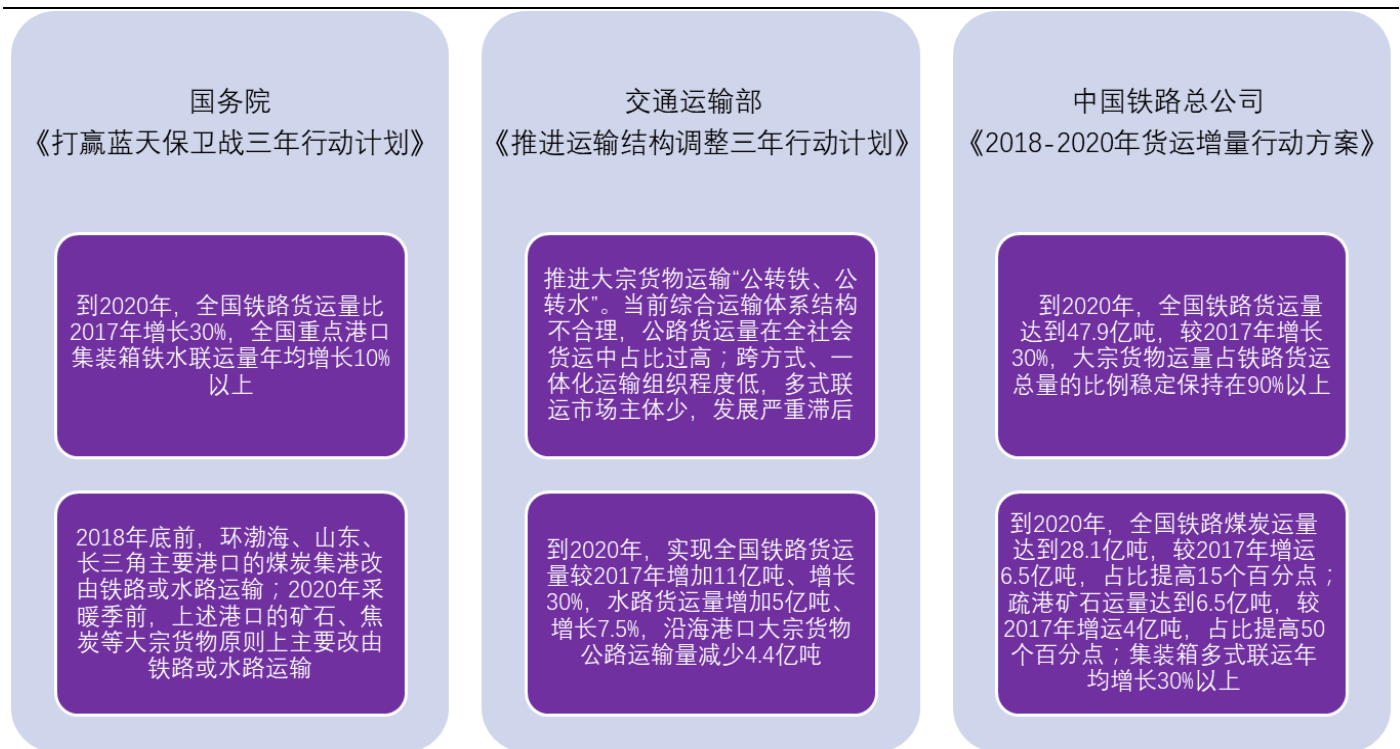 国务院
《打赢蓝天保卫战三年行动计划》
到2020年，全国铁路货运量比
2017年增长30%，全国重点港口
集装箱铁水联运量年均增长10%
以上
2018年底前，环渤海、山东、
长三角主要港口的煤炭集港改
由铁路或水路运输；2020年采
暖季前，上述港口的矿石、焦
炭等大宗货物原则上主要改由
铁路或水路运输
交通运输部
《推进运输结构调整三年行动计划》
推进大宗货物运输“公转铁、公
转水”。当前综合运输体系结构
不合理，公路货运量在全社会
货运中占比过高；跨方式、一
体化运输组织程度低，多式联
运市场主体少，发展严重滞后
到2020年，实现全国铁路货运
量较2017年增加11亿吨、增长
30%，水路货运量增加5亿吨、
增长7.5%，沿海港口大宗货物
公路运输量减少4.4亿吨
中国铁路总公司
《2018-2020年货运增量行动方案》
到2020年，全国铁路货运量
达到47.9亿吨，较2017年增长
30%，大宗货物运量占铁路货运
总量的比例稳定保持在90%以上
到2020年，全国铁路煤炭运量
达到28.1亿吨，较2017年增运
6.5亿吨，占比提高15个百分点；
疏港矿石运量达到6.5亿吨，较
2017年增运4亿吨，占比提高50
个百分点；集装箱多式联运年
均增长30%以上